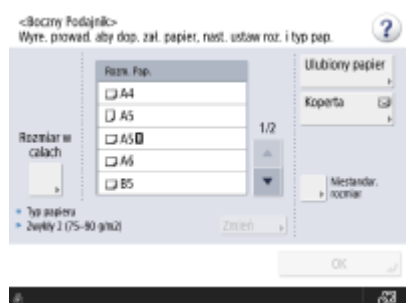 <Boczny Podajnik>
Wyre. prowad. aby dop. zał. papier, nast. ustaw roz. i typ pap.
?
Rozm. Pap.
A4
A5
A5R
A6
B5
1/2
Rozmiar w
calach
Ulubiony papier
Koperta
Niestandar.
rozmiar
Typ papieru
Zwykły 2 (75-90 g/m2)
Zmień
OK